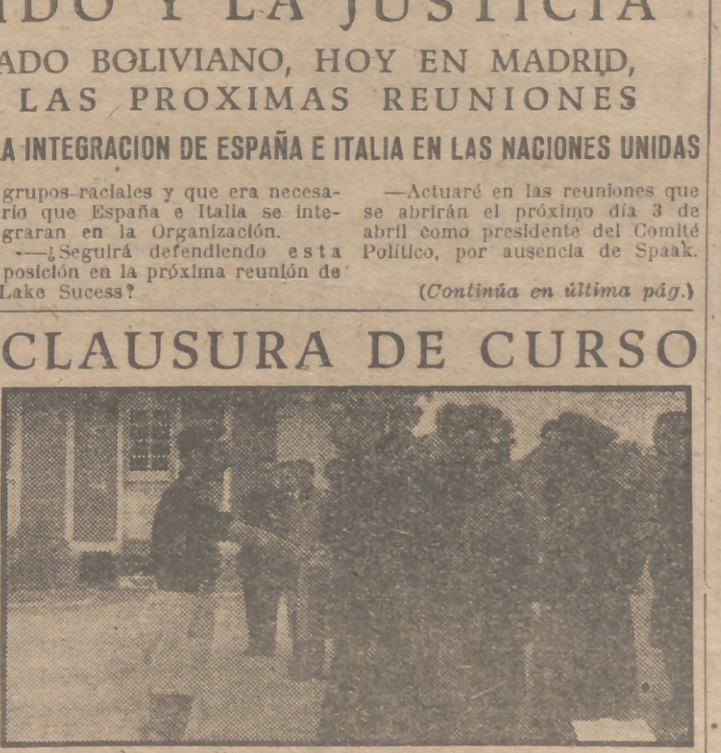 IDO Y LA JUSTICIA
ADO BOLIVIANO, HOY EN MADRID,
LAS PROXIMAS REUNIONES
A INTEGRACION DE ESPAÑA E ITALIA EN LAS NACIONES UNIDAS
grupos raciales y que era necesa-
rio que España e Italia se inte-
graran en la Organización.
—¿Seguirá defendiendo esta
posición en la próxima reunión de
Lake Sucess?
—Actuaré en las reuniones que
se abrirán el próximo día 3 de
abril como presidente del Comité
Político, por ausencia de Spaak.
(Continúa en última pág.)
CLAUSURA DE CURSO